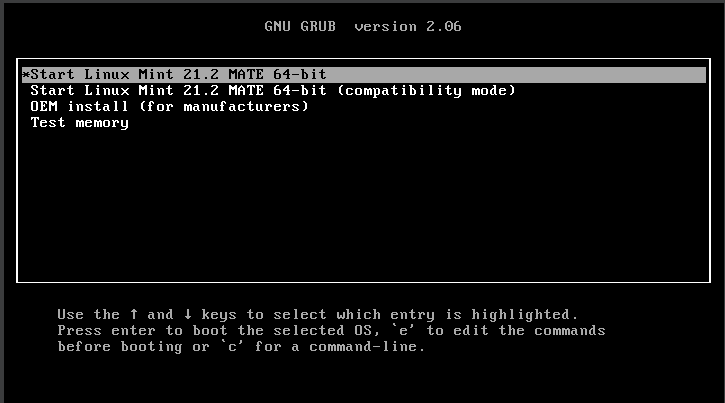 GNU GRUB  version 2.06
*Start Linux Mint 21.2 MATE 64-bit
Start Linux Mint 21.2 MATE 64-bit (compatibility mode)
OEM install (for manufacturers)
Test memory
Use the ↑ and ↓ keys to select which entry is highlighted.
Press enter to boot the selected OS, `e' to edit the commands
before booting or `c' for a command-line.